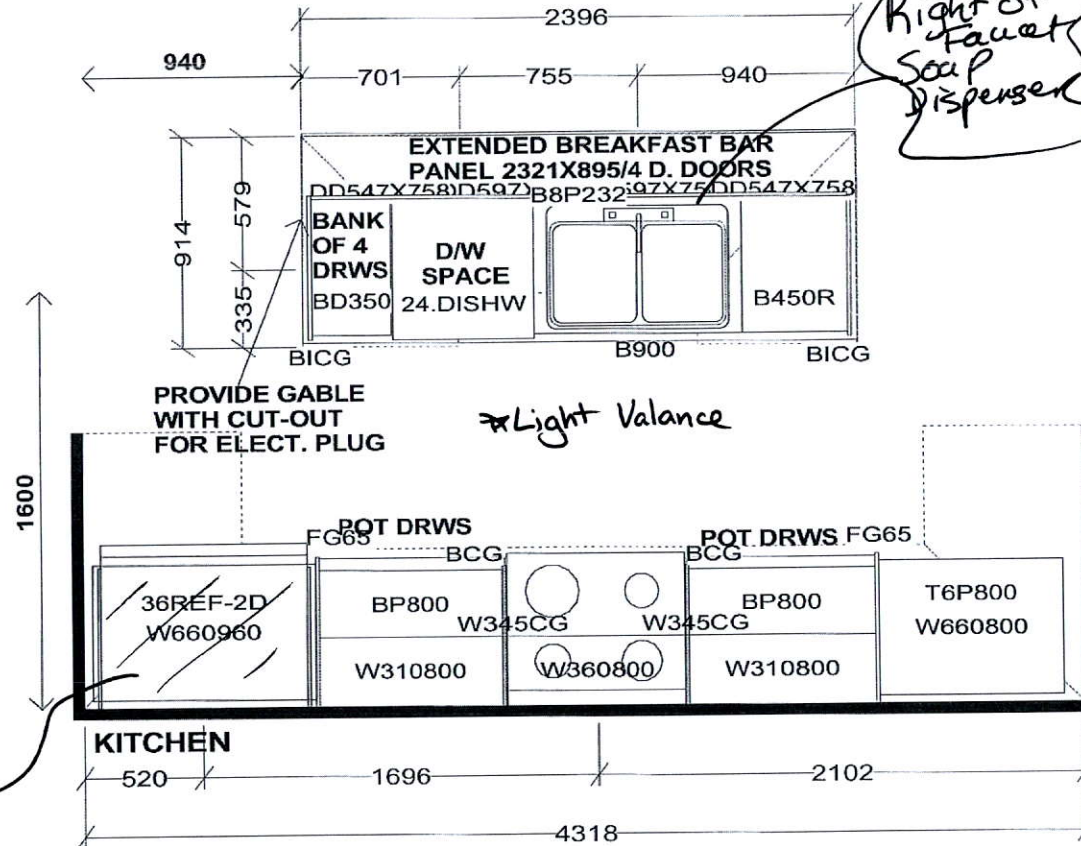 2396
Right of
Faucet
Soap
Dispenser
940
701
755
940
EXTENDED BREAKFAST BAR
PANEL 2321X895/4 D. DOORS
DD547X758
DD547X758
B8P232
BANK
OF 4
DRWS
BD350
D/W
SPACE
24.DISHW
B450R
914
579
335
BICG
B900
BICG
PROVIDE GABLE
WITH CUT-OUT
FOR ELECT. PLUG
*Light Valance
1600
FG65
POT DRWS
BCG
BCG
POT DRWS
FG65
36REF-2D
W660960
BP800
W310800
W345CG
W345CG
W360800
BP800
W310800
T6P800
W660800
KITCHEN
520
1696
2102
4318